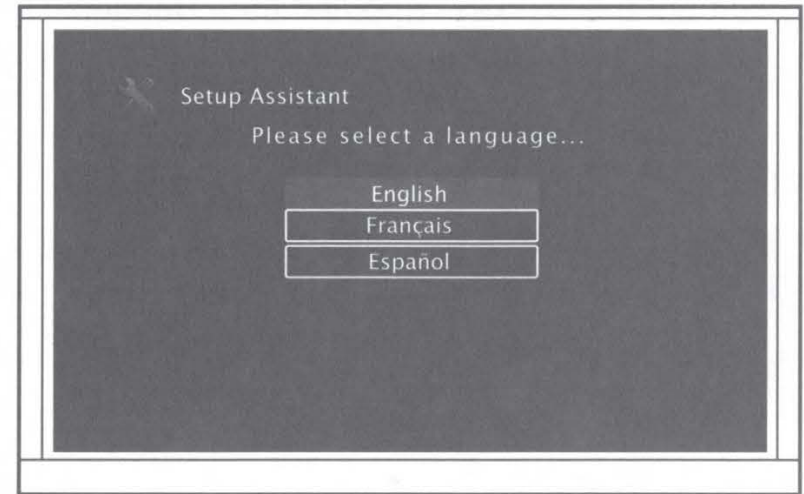 Setup Assistant
Please select a language...
English
Français
Español